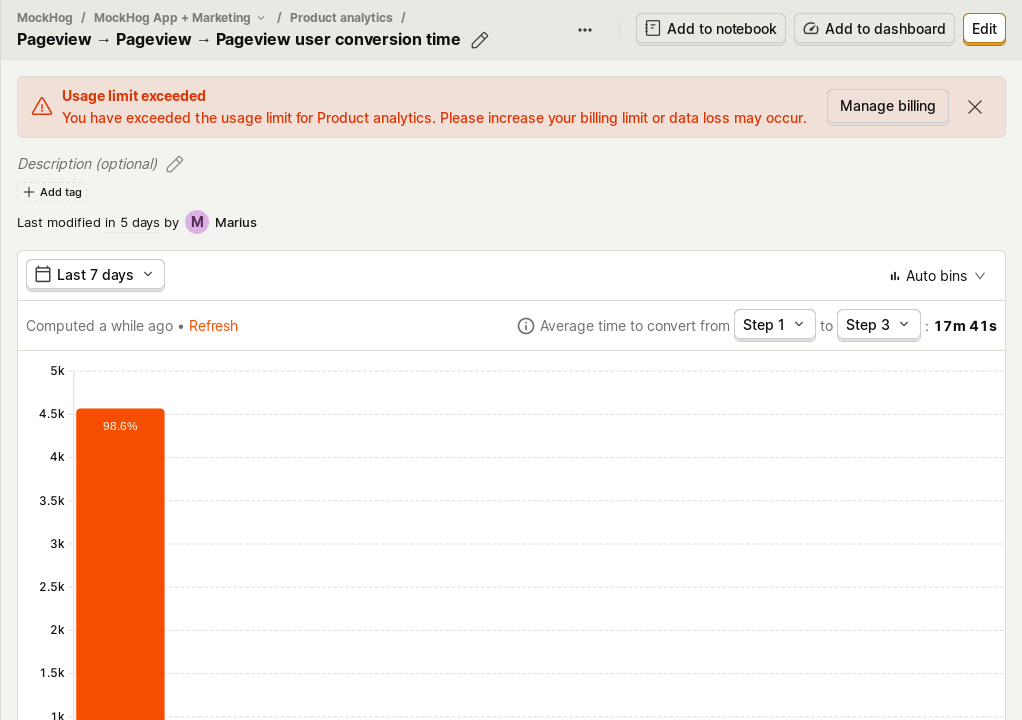 MockHog / MockHog App + Marketing / Product analytics /
Pageview → Pageview → Pageview user conversion time
Add to notebook
Add to dashboard
Edit
Usage limit exceeded
You have exceeded the usage limit for Product analytics. Please increase your billing limit or data loss may occur.
Manage billing
Description (optional)
Add tag
Last modified in 5 days by M Marius
Last 7 days
Auto bins
Computed a while ago • Refresh
Average time to convert from Step 1 to Step 3 : 17m 41s
5k
4.5k
98.6%
4k
3.5k
3k
2.5k
2k
1.5k
1k